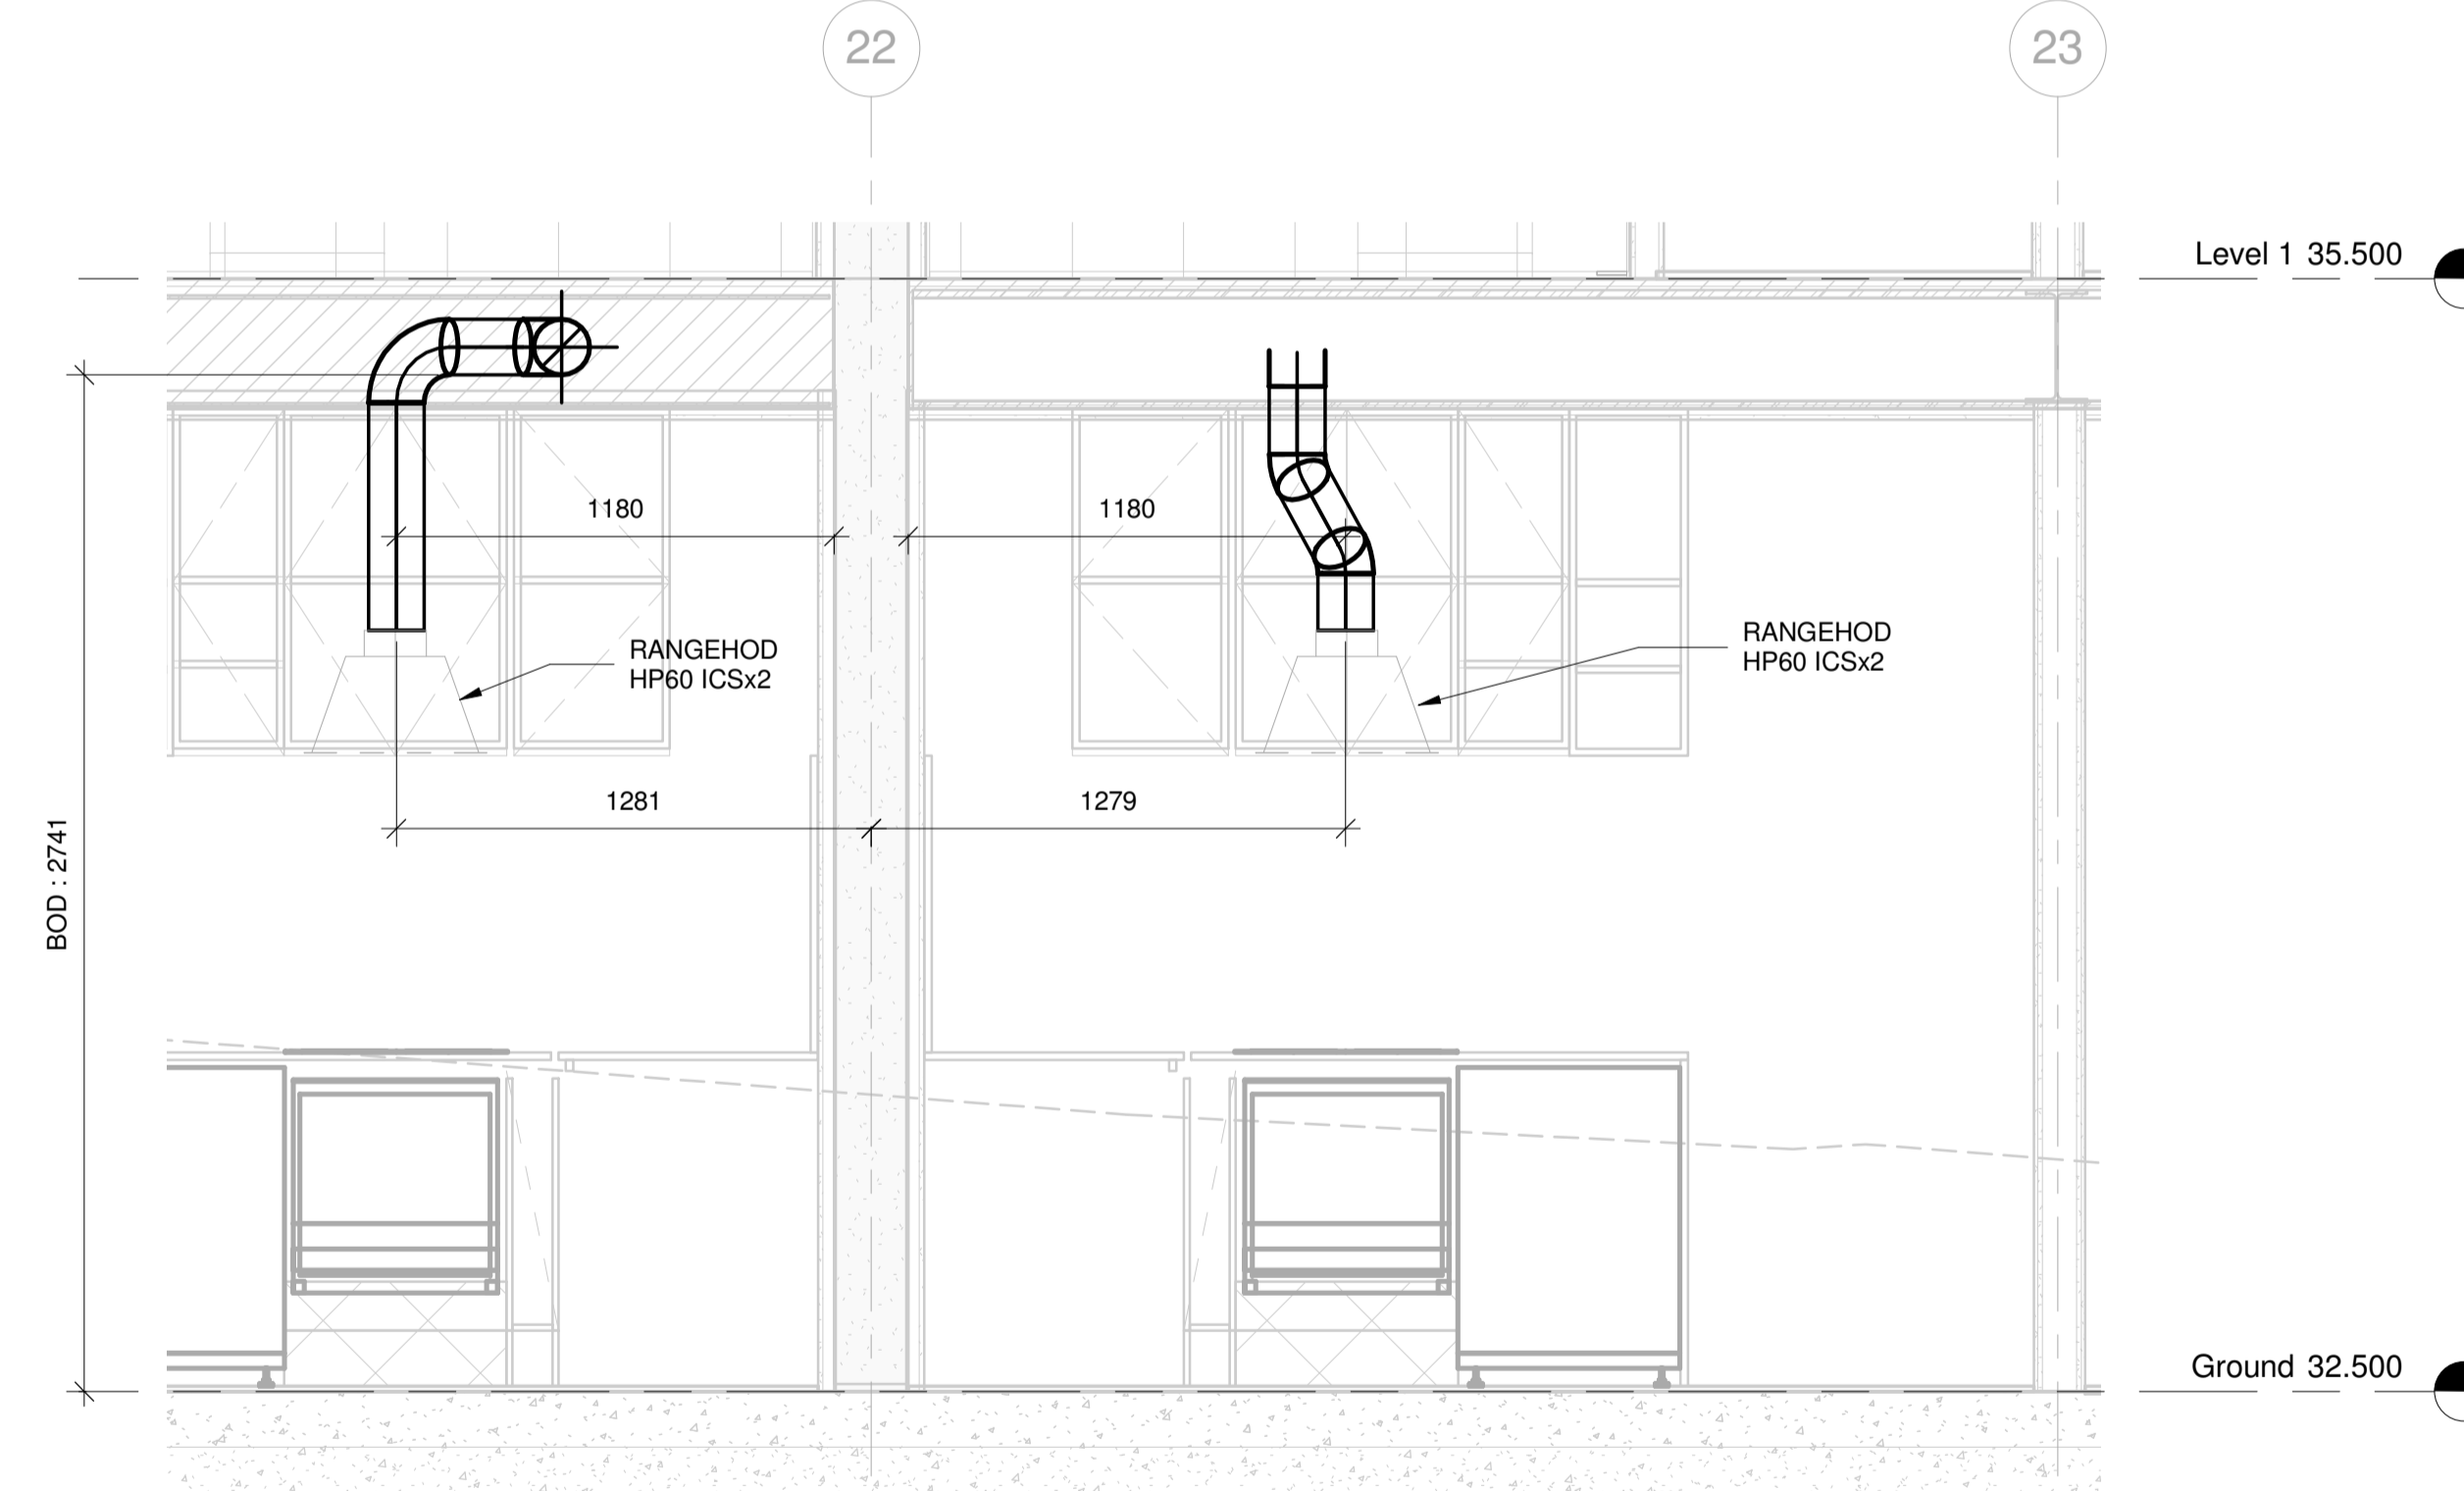 22
23
Level 1 35.500
1180
1180
RANGEHOD
HP60 ICSx2
RANGEHOD
HP60 ICSx2
1281
1279
BOD : 2741
Ground 32.500